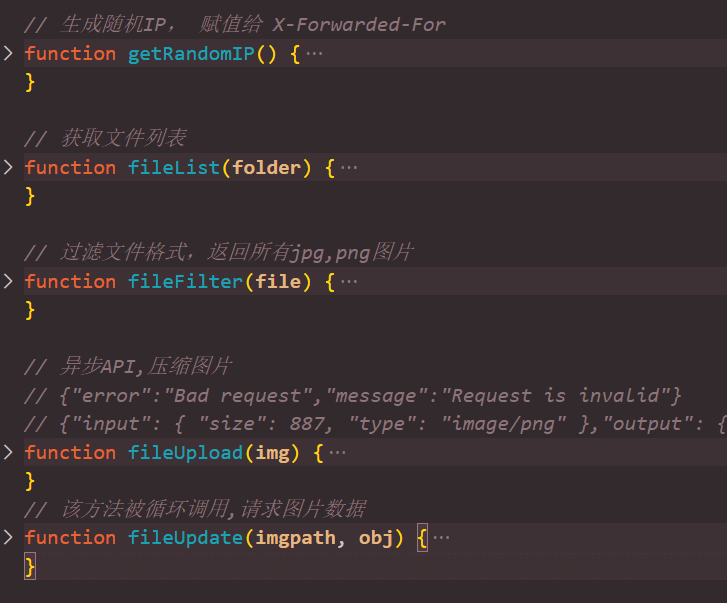 // 生成随机IP， 赋值给 X-Forwarded-For
function getRandomIP() {…
}
// 获取文件列表
function fileList(folder) {…
}
// 过滤文件格式，返回所有jpg,png图片
function fileFilter(file) {…
}
// 异步API,压缩图片
// {"error":"Bad request","message":"Request is invalid"}
// {"input": { "size": 887, "type": "image/png" },"output": {
function fileUpload(img) {…
}
// 该方法被循环调用,请求图片数据
function fileUpdate(imgpath, obj) {…
}